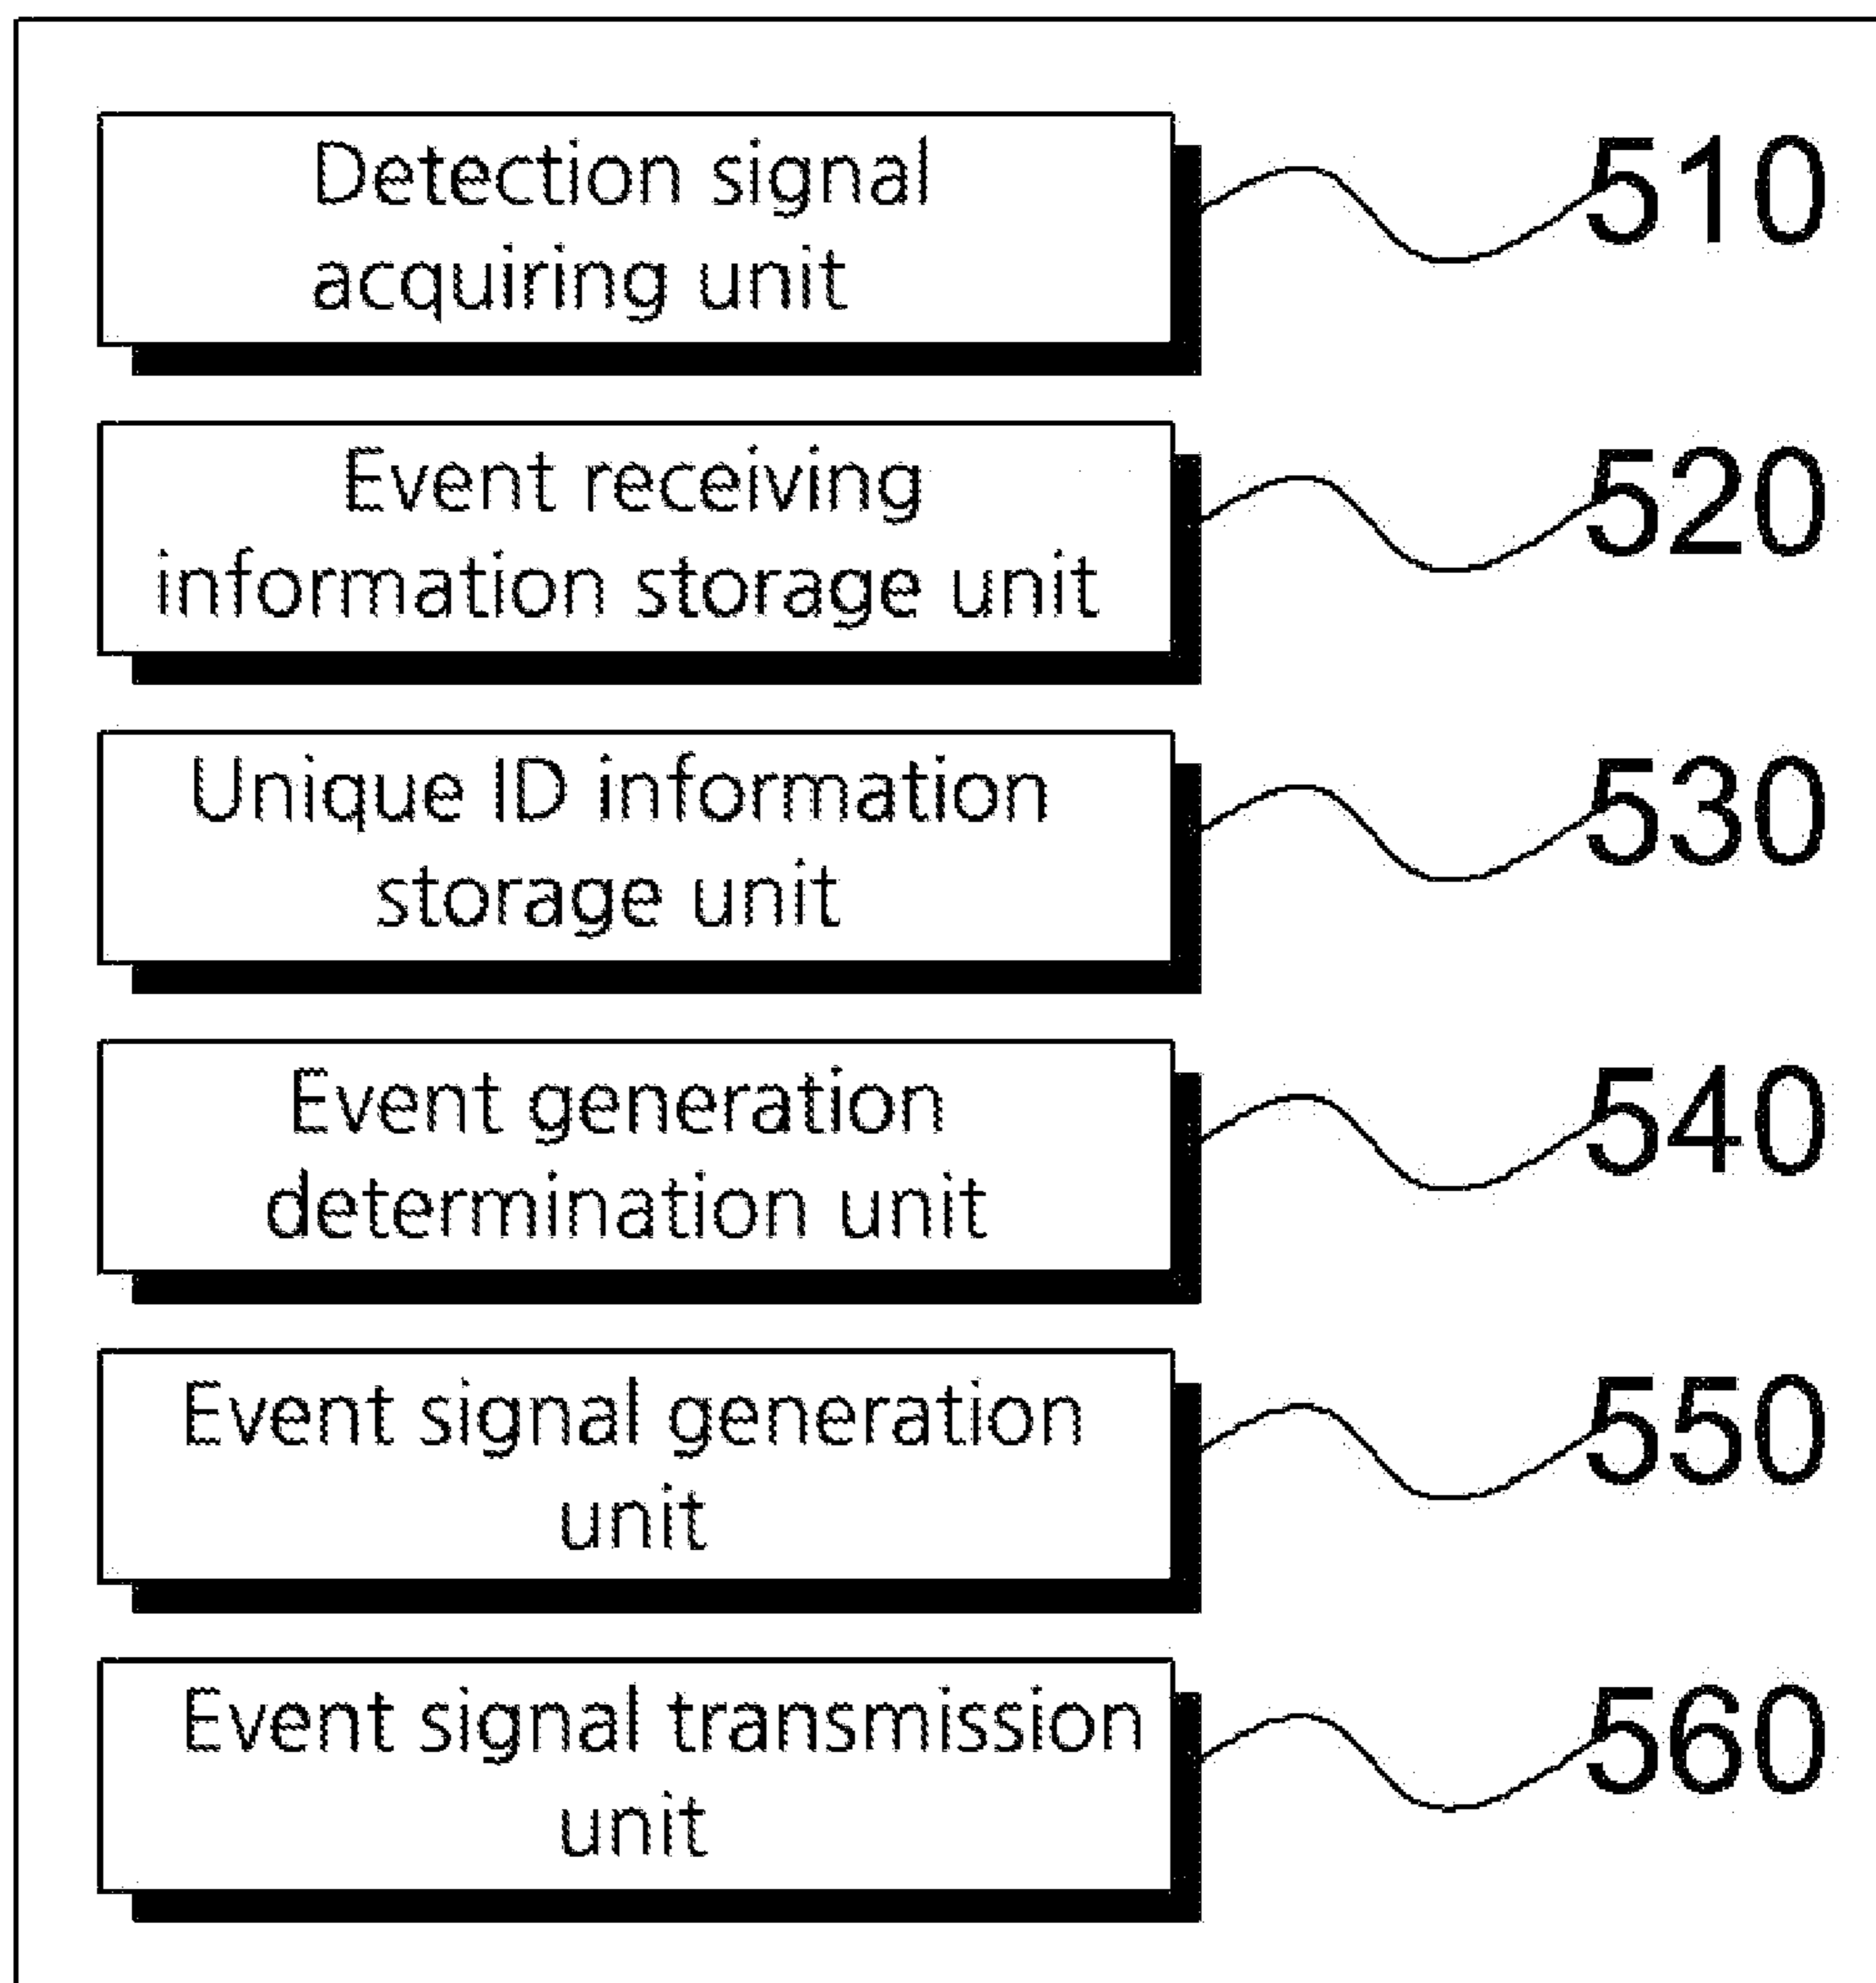 Detection signal
acquiring unit
510
Event receiving
information storage unit
520
Unique ID information
storage unit
530
Event generation
determination unit
540
Event signal generation
unit
550
Event signal transmission
unit
560